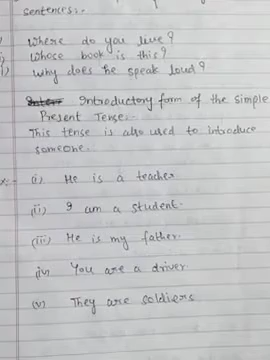 sentences:-
Where do you live?
Whose book is this?
i) Why does he speak loud?
Introductory form of the simple
Present Tense.-
This tense is also used to introduce
someone.
x:- (i) He is a teacher.
(ii) I am a student.
(iii) He is my father.
(iv) You are a driver
(v) They are soldiers